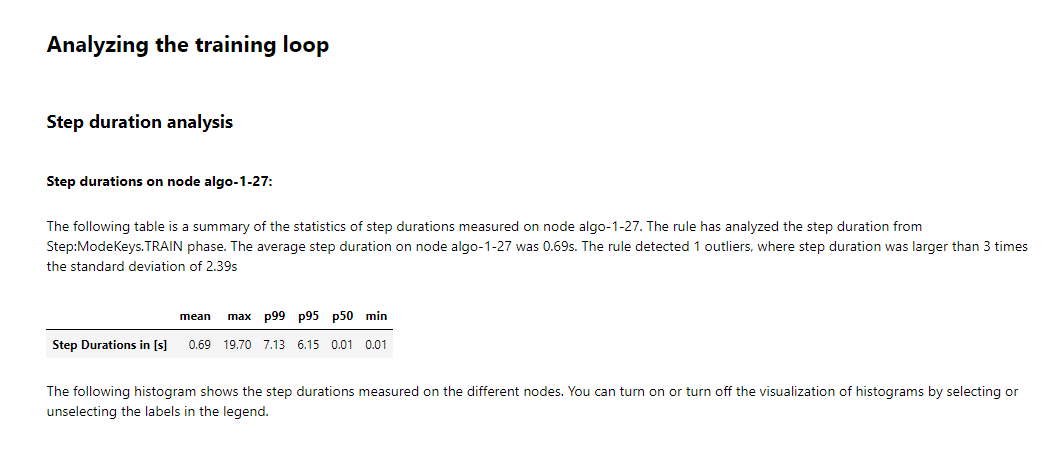 Analyzing the training loop
Step duration analysis
Step durations on node algo-1-27:
The following table is a summary of the statistics of step durations measured on node algo-1-27. The rule has analyzed the step duration from
Step:ModeKeys.TRAIN phase. The average step duration on node algo-1-27 was 0.69s. The rule detected 1 outliers, where step duration was larger than 3 times
the standard deviation of 2.39s
mean max p99 p95 p50 min
Step Durations in [s] 0.69 19.70 7.13 6.15 0.01 0.01
The following histogram shows the step durations measured on the different nodes. You can turn on or turn off the visualization of histograms by selecting or
unselecting the labels in the legend.